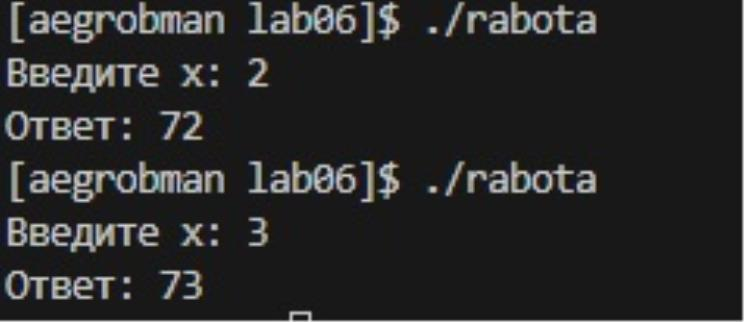 [aegrobman lab06]$ ./rabota
Введите x: 2
Ответ: 72
[aegrobman lab06]$ ./rabota
Введите x: 3
Ответ: 73